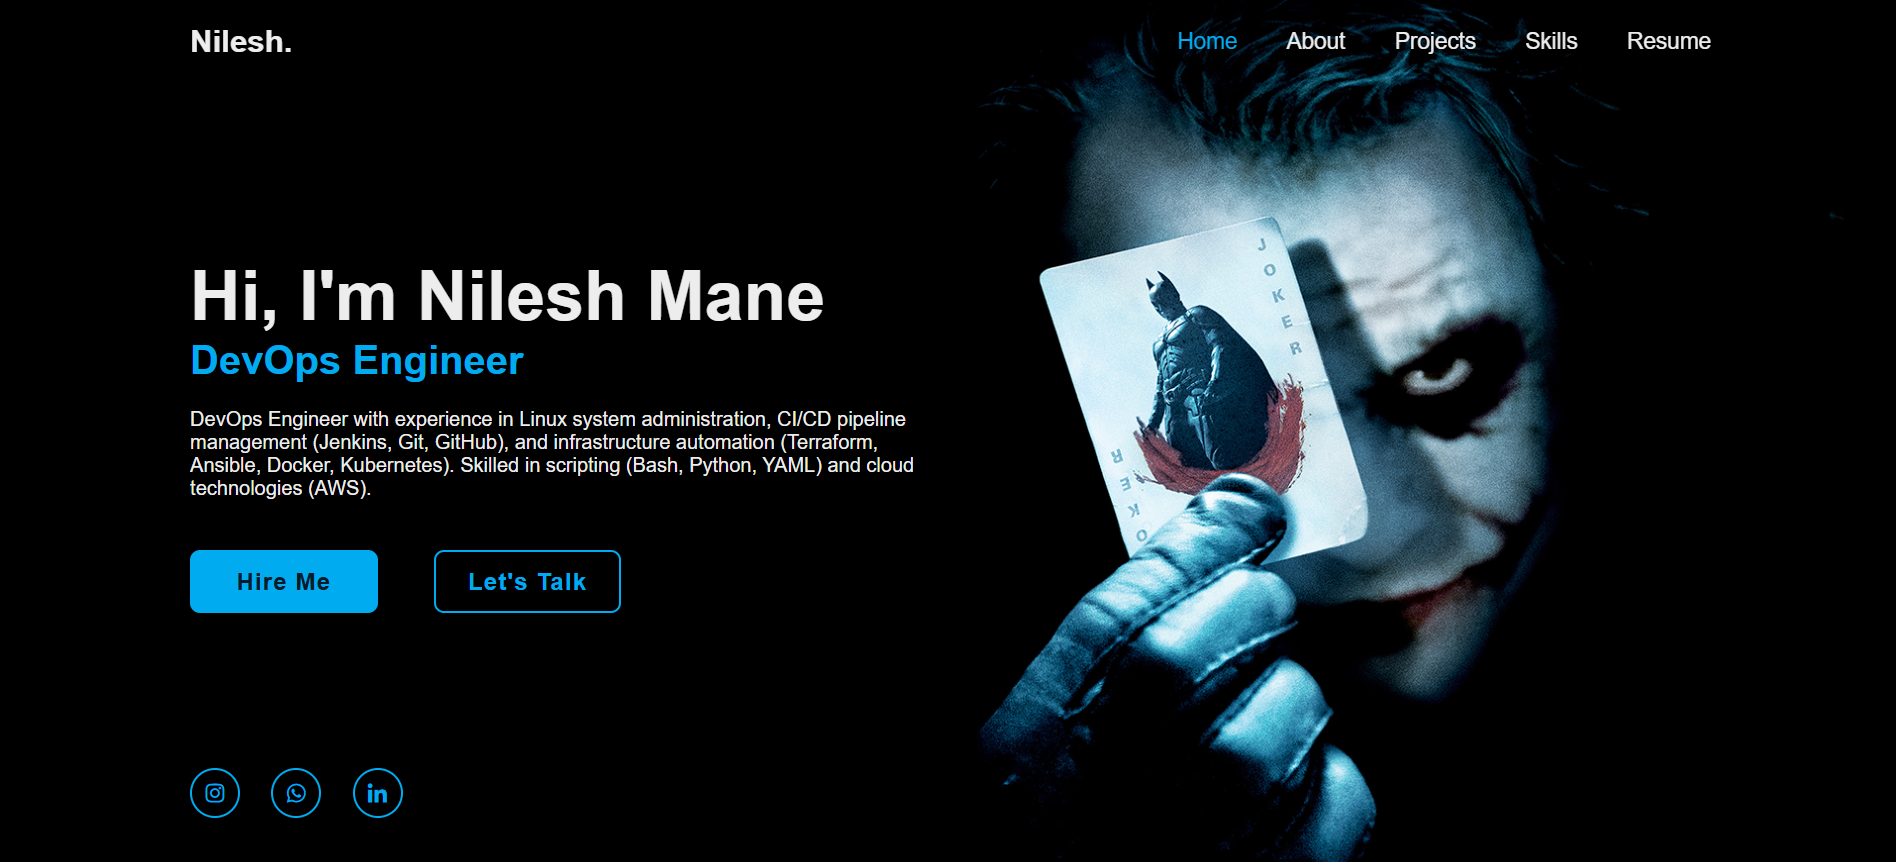 Nilesh.
Home About Projects Skills Resume
Hi, I'm Nilesh Mane
DevOps Engineer
DevOps Engineer with experience in Linux system administration, CI/CD pipeline
management (Jenkins, Git, GitHub), and infrastructure automation (Terraform,
Ansible, Docker, Kubernetes). Skilled in scripting (Bash, Python, YAML) and cloud
technologies (AWS).
Hire Me Let's Talk
in
JOKER
JOKER